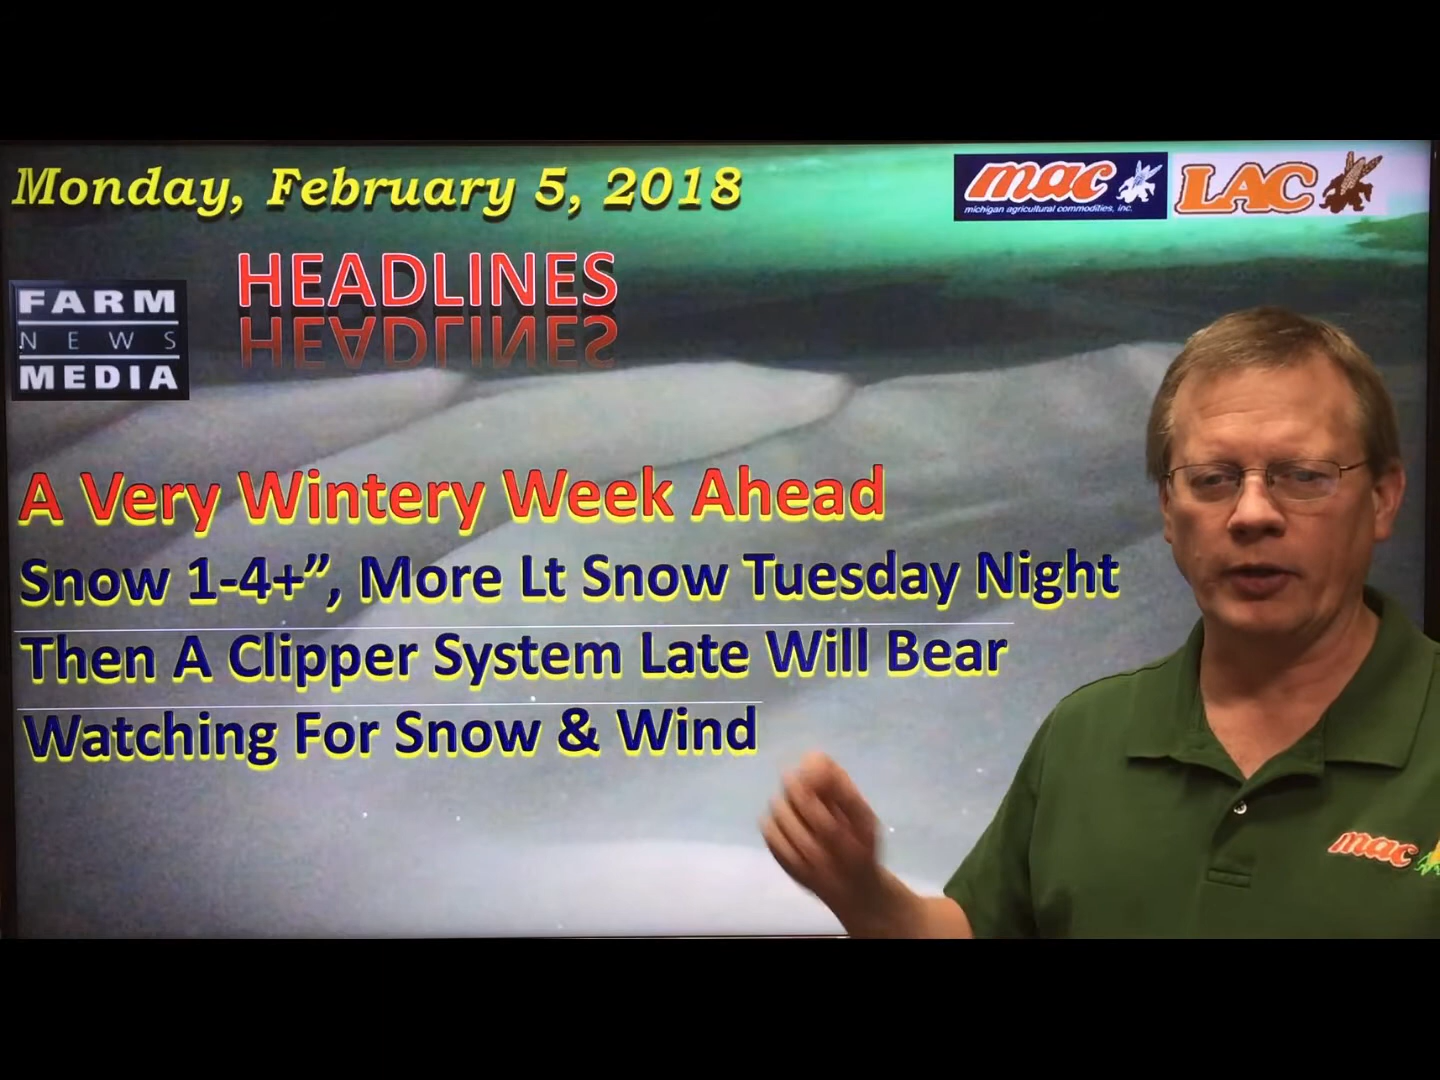 Monday, February 5, 2018
mac
michigan agricultural commodities, inc.
LAC
HEADLINES
FARM
NEWS
MEDIA
A Very Wintery Week Ahead
Snow 1-4+”, More Lt Snow Tuesday Night
Then A Clipper System Late Will Bear
Watching For Snow & Wind
mac